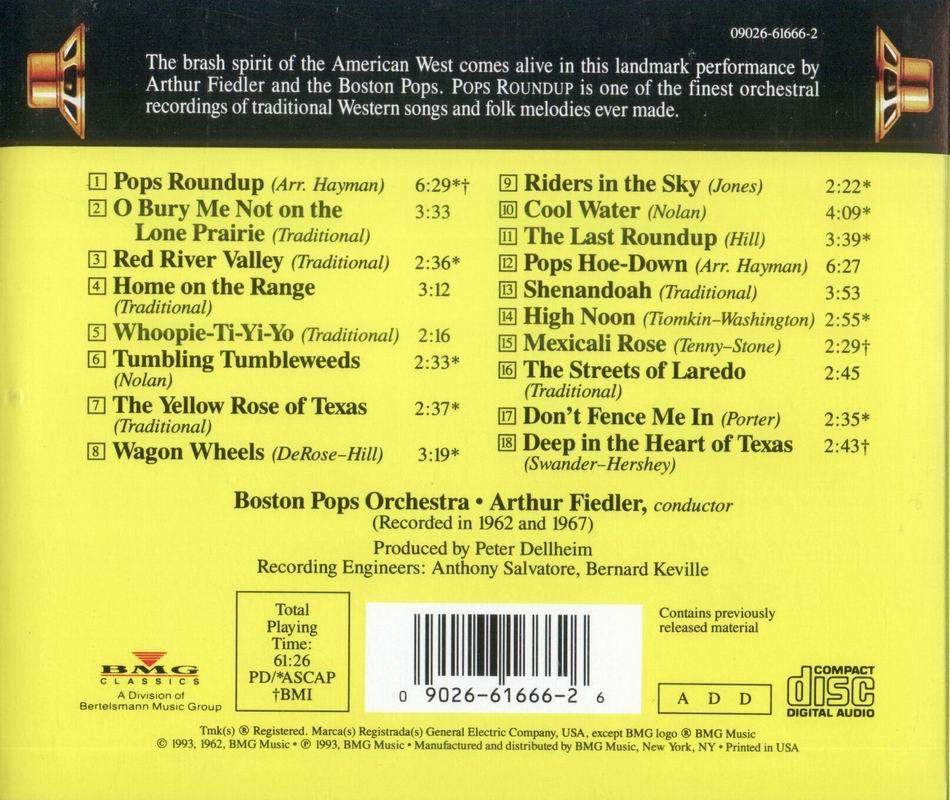 09026-61666-2
The brash spirit of the American West comes alive in this landmark performance by
Arthur Fiedler and the Boston Pops. POPS ROUNDUP is one of the finest orchestral
recordings of traditional Western songs and folk melodies ever made.
1 Pops Roundup (Arr. Hayman) 6:29*†
2 O Bury Me Not on the 3:33
Lone Prairie (Traditional)
3 Red River Valley (Traditional) 2:36*
4 Home on the Range 3:12
(Traditional)
5 Whoopie-Ti-Yi-Yo (Traditional) 2:16
6 Tumbling Tumbleweeds 2:33*
(Nolan)
7 The Yellow Rose of Texas 2:37*
(Traditional)
8 Wagon Wheels (DeRose–Hill) 3:19*
9 Riders in the Sky (Jones) 2:22*
10 Cool Water (Nolan) 4:09*
11 The Last Roundup (Hill) 3:39*
12 Pops Hoe-Down (Arr. Hayman) 6:27
13 Shenandoah (Traditional) 3:53
14 High Noon (Tiomkin–Washington) 2:55*
15 Mexicali Rose (Tenny–Stone) 2:29†
16 The Streets of Laredo 2:45
(Traditional)
17 Don't Fence Me In (Porter) 2:35*
18 Deep in the Heart of Texas 2:43†
(Swander–Hershey)
Boston Pops Orchestra • Arthur Fiedler, conductor
(Recorded in 1962 and 1967)
Produced by Peter Dellheim
Recording Engineers: Anthony Salvatore, Bernard Keville
BMG
CLASSICS
A Division of
Bertelsmann Music Group
Total
Playing
Time:
61:26
PD/*ASCAP
†BMI
0 9026-61666-2 6
Contains previously
released material
A D D
COMPACT
disc
DIGITAL AUDIO
Tmk(s) ® Registered. Marca(s) Registrada(s) General Electric Company, USA, except BMG logo ® BMG Music
© 1993, 1962, BMG Music • ℗ 1993, BMG Music • Manufactured and distributed by BMG Music, New York, NY • Printed in USA